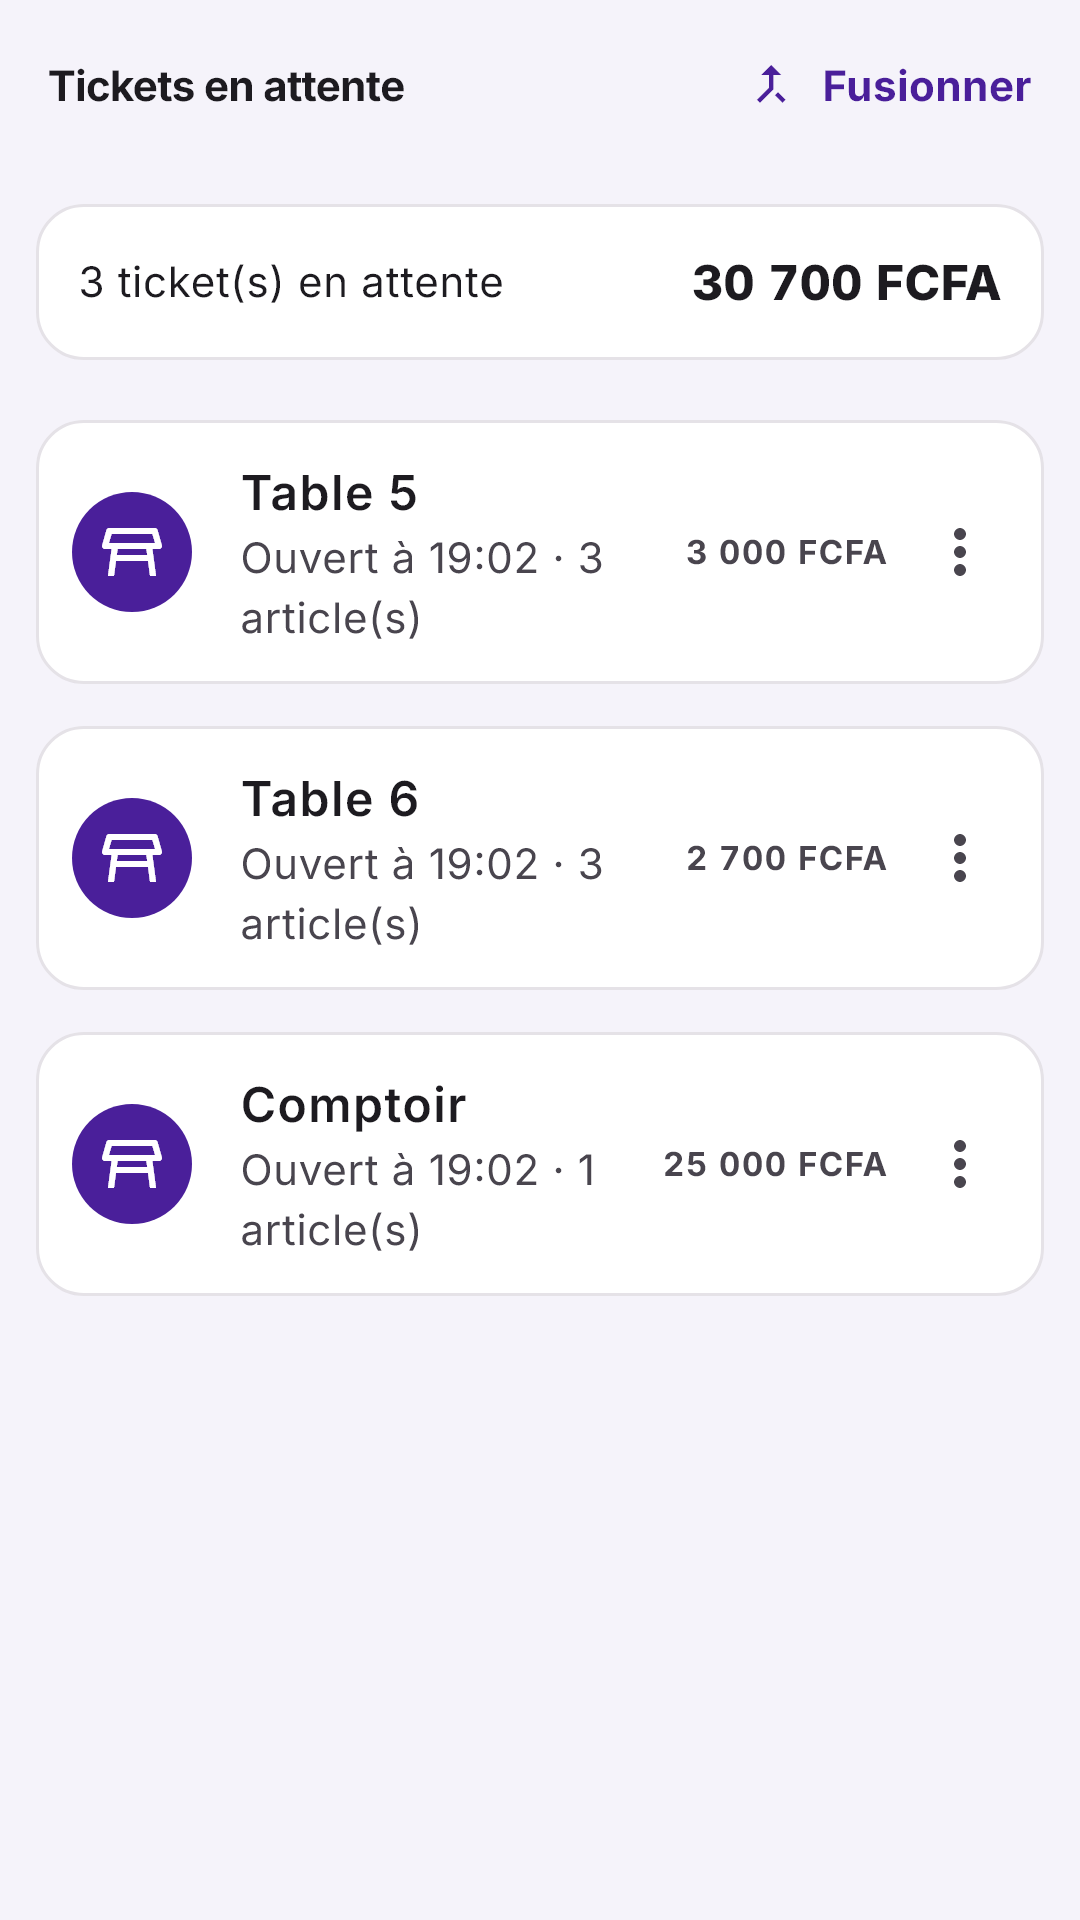 Tickets en attente
Fusionner
3 ticket(s) en attente
30 700 FCFA
Table 5
Ouvert à 19:02 · 3
article(s)
3 000 FCFA
Table 6
Ouvert à 19:02 · 3
article(s)
2 700 FCFA
Comptoir
Ouvert à 19:02 · 1
article(s)
25 000 FCFA